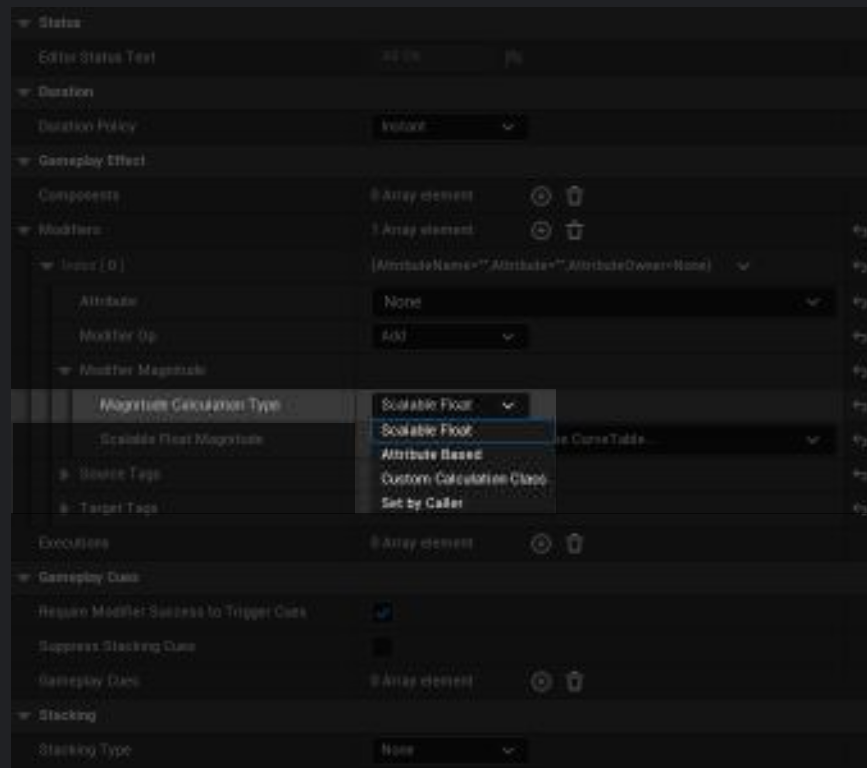 Status
Editor Status Text
Duration
Duration Policy Instant
Gameplay Effect
Components 0 Array element
Modifiers 1 Array element
Index [ 0 ] (AttributeName="",Attribute="",AttributeOwner=None)
Attribute None
Modifier Op Add
Modifier Magnitude
Magnitude Calculation Type Scalable Float
Scalable Float
Scalable Float Magnitude CurveTable...
Attribute Based
Custom Calculation Class
Source Tags
Set by Caller
Target Tags
Executions 0 Array element
Gameplay Cues
Require Modifier Success to Trigger Cues
Suppress Stacking Cues
Gameplay Cues 0 Array element
Stacking
Stacking Type None